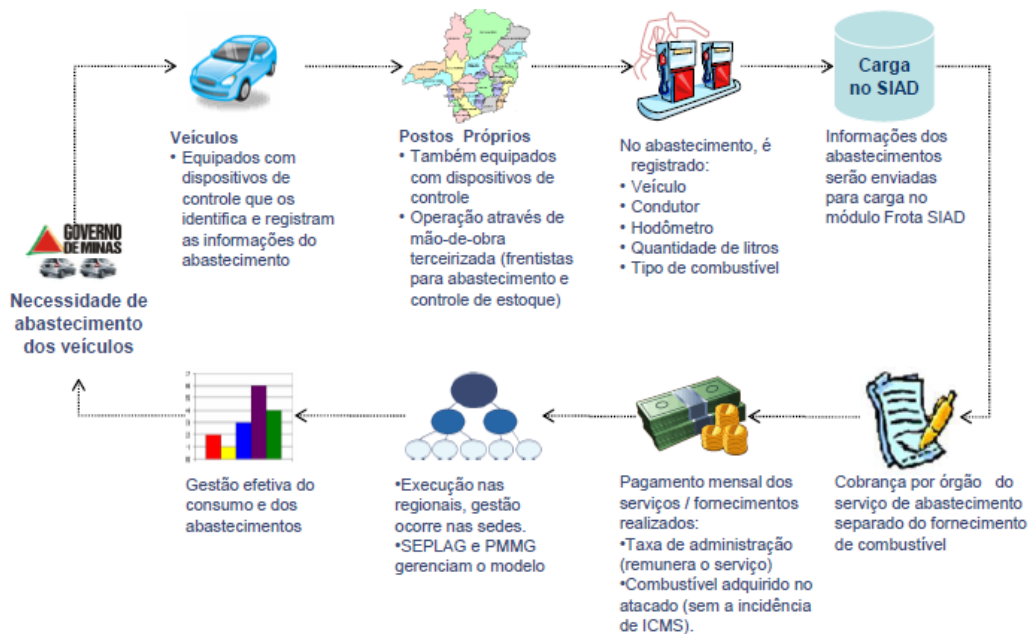 GOVERNO
DE MINAS
Necessidade de
abastecimento
dos veículos
Veículos
• Equipados com
dispositivos de
controle que os
identifica e registram
as informações do
abastecimento
Postos Próprios
• Também equipados
com dispositivos de
controle
• Operação através de
mão-de-obra
terceirizada (frentistas
para abastecimento e
controle de estoque)
No abastecimento, é
registrado:
• Veículo
• Condutor
• Hodômetro
• Quantidade de litros
• Tipo de combustível
Carga
no SIAD
Informações dos
abastecimentos
serão enviadas
para carga no
módulo Frota SIAD
Cobrança por órgão do
serviço de abastecimento
separado do fornecimento
de combustível
Pagamento mensal dos
serviços / fornecimentos
realizados:
•Taxa de administração
(remunera o serviço)
•Combustível adquirido no
atacado (sem a incidência
de ICMS).
•Execução nas
regionais, gestão
ocorre nas sedes.
•SEPLAG e PMMG
gerenciam o modelo
Gestão efetiva do
consumo e dos
abastecimentos